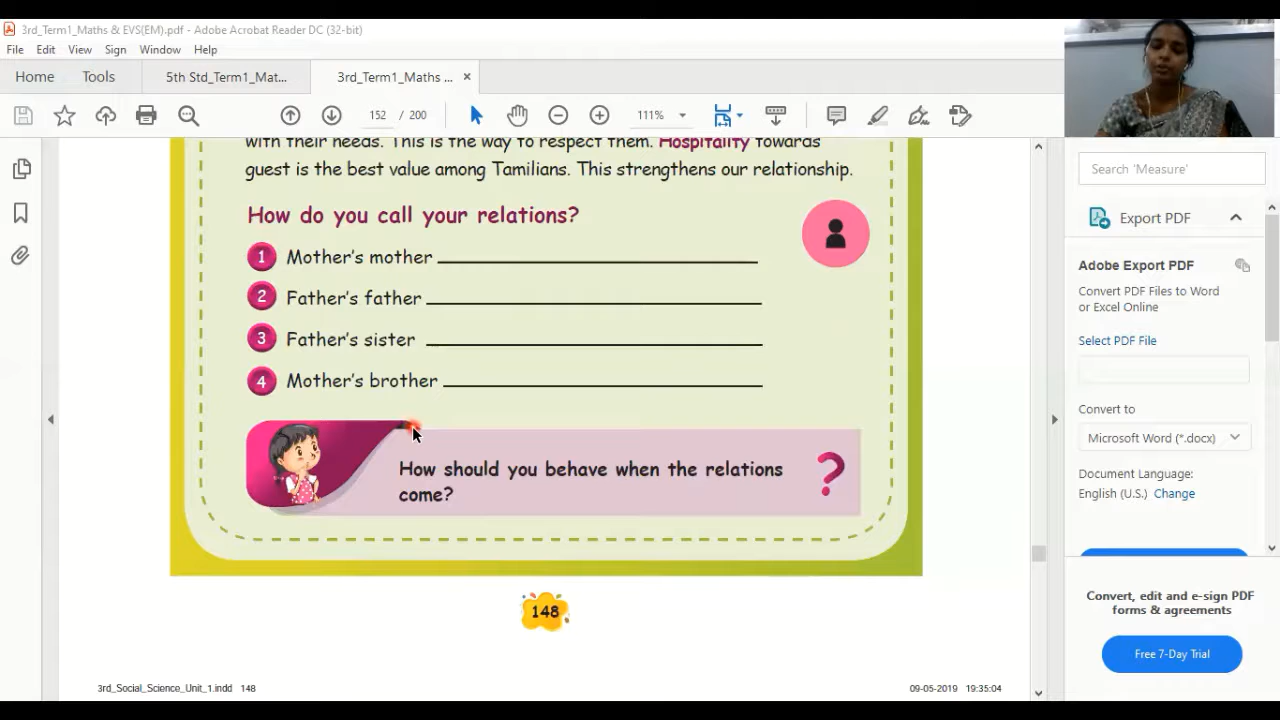 3rd_Term1_Maths & EVS(EM).pdf - Adobe Acrobat Reader DC (32-bit)
File Edit View Sign Window Help
Home Tools 5th Std_Term1_Mat... 3rd_Term1_Maths ... ×
152 / 200 111%
with their needs. This is the way to respect them. Hospitality towards
guest is the best value among Tamilians. This strengthens our relationship.
How do you call your relations?
1 Mother's mother
2 Father's father
3 Father's sister
4 Mother's brother
How should you behave when the relations
come?
?
148
3rd_Social_Science_Unit_1.indd 148
09-05-2019 19:35:04
Search 'Measure'
Export PDF
Adobe Export PDF
Convert PDF Files to Word
or Excel Online
Select PDF File
Convert to
Microsoft Word (*.docx)
Document Language:
English (U.S.) Change
Convert, edit and e-sign PDF
forms & agreements
Free 7-Day Trial